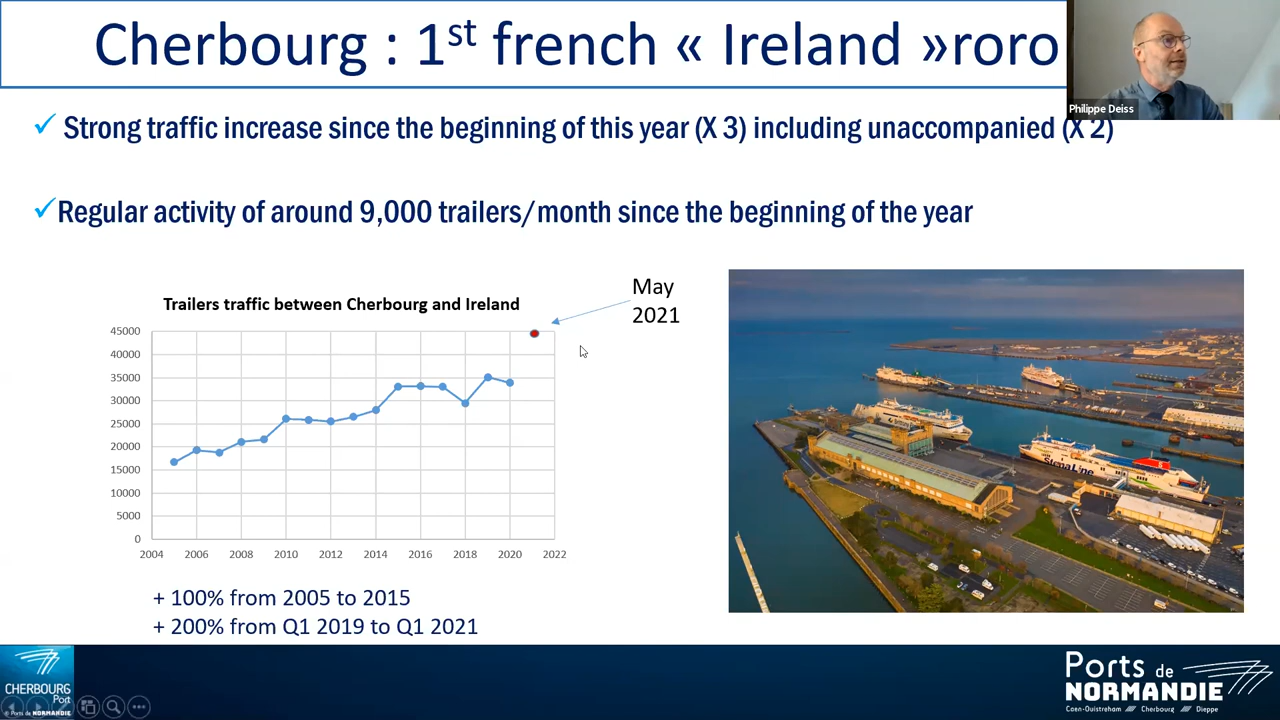 Cherbourg : 1st french « Ireland »roro
Philippe Deiss
Strong traffic increase since the beginning of this year (X 3) including unaccompanied (X 2)
Regular activity of around 9,000 trailers/month since the beginning of the year
May
2021
Trailers traffic between Cherbourg and Ireland
45000
40000
35000
30000
25000
20000
15000
10000
5000
0
2004 2006 2008 2010 2012 2014 2016 2018 2020 2022
StenaLine
+ 100% from 2005 to 2015
+ 200% from Q1 2019 to Q1 2021
CHERBOURG
Port
© Ports de NORMANDIE
Ports de
NORMANDIE
Caen-Ouistreham Cherbourg Dieppe